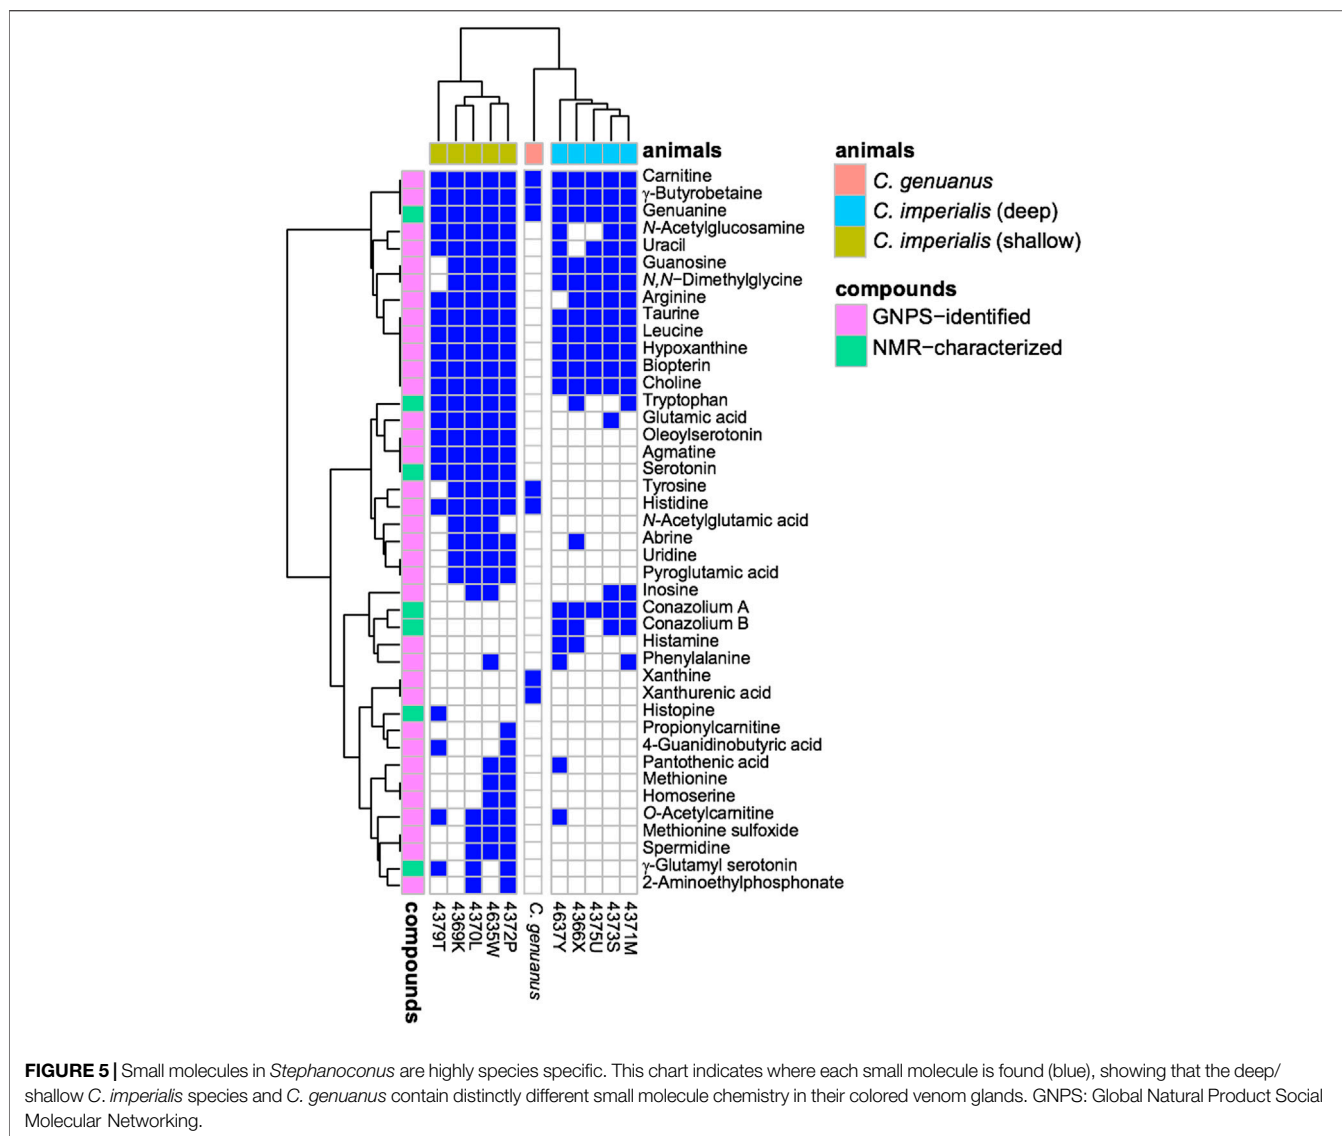 animals
Carnitine
γ-Butyrobetaine
Genuanine
N-Acetylglucosamine
Uracil
Guanosine
N,N−Dimethylglycine
Arginine
Taurine
Leucine
Hypoxanthine
Biopterin
Choline
Tryptophan
Glutamic acid
Oleoylserotonin
Agmatine
Serotonin
Tyrosine
Histidine
N-Acetylglutamic acid
Abrine
Uridine
Pyroglutamic acid
Inosine
Conazolium A
Conazolium B
Histamine
Phenylalanine
Xanthine
Xanthurenic acid
Histopine
Propionylcarnitine
4-Guanidinobutyric acid
Pantothenic acid
Methionine
Homoserine
O-Acetylcarnitine
Methionine sulfoxide
Spermidine
γ-Glutamyl serotonin
2-Aminoethylphosphonate
compounds
4379T
4369K
4370L
4635W
4372P
C. genuanus
4637Y
4366X
4375U
4373S
4371M
animals
C. genuanus
C. imperialis (deep)
C. imperialis (shallow)
compounds
GNPS−identified
NMR−characterized
FIGURE 5 | Small molecules in Stephanoconus are highly species specific. This chart indicates where each small molecule is found (blue), showing that the deep/
shallow C. imperialis species and C. genuanus contain distinctly different small molecule chemistry in their colored venom glands. GNPS: Global Natural Product Social
Molecular Networking.